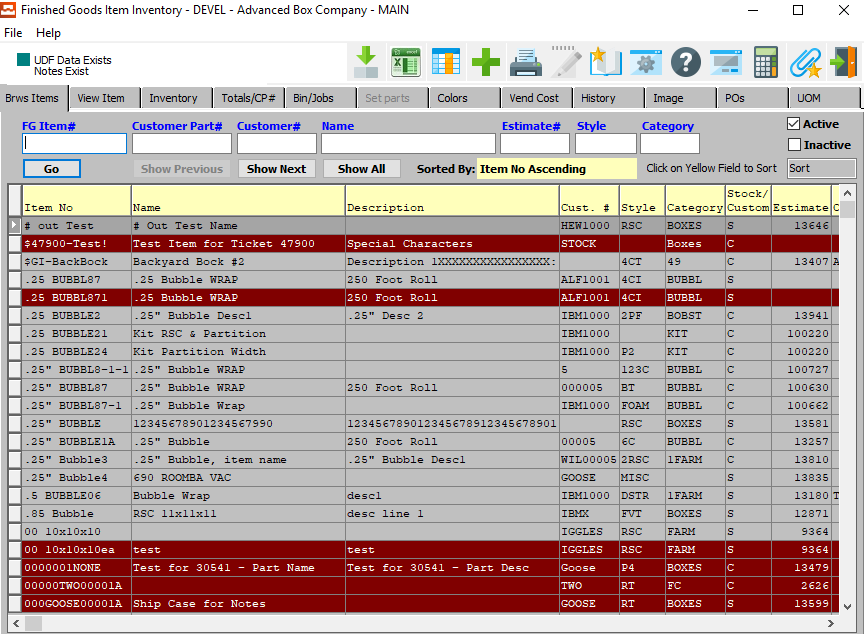 Finished Goods Item Inventory - DEVEL - Advanced Box Company - MAIN
File Help
UDF Data Exists
Notes Exist
Brws Items View Item Inventory Totals/CP# Bin/Jobs Set parts Colors Vend Cost History Image POs UOM
FG Item# Customer Part# Customer# Name Estimate# Style Category Active
Inactive
Go Show Previous Show Next Show All Sorted By: Item No Ascending Click on Yellow Field to Sort Sort
Stock/
Item No Name Description Cust. # Style Category Custom Estimate C
# out Test # Out Test Name HEW1000 RSC BOXES S 13646
$47900-Test! Test Item for Ticket 47900 Special Characters STOCK Boxes C
$GI-BackBock Backyard Bock #2 Description 1XXXXXXXXXXXXXXXXX: 4CT 49 C 13407 A
.25 BUBBL87 .25 Bubble WRAP 250 Foot Roll ALF1001 4CI BUBBL S
.25 BUBBL871 .25 Bubble WRAP 250 Foot Roll ALF1001 4CI BUBBL S
.25 BUBBLE2 .25" Bubble Desc1 .25" Desc 2 IBM1000 2PF BOBST C 13941
.25 BUBBLE21 Kit RSC & Partition IBM1000 KIT C 100220
.25 BUBBLE24 Kit Partition Width IBM1000 P2 KIT C 100220
.25" BUBBL8-1-1 .25" Bubble WRAP 5 123C BUBBL C 100727
.25" BUBBL87 .25" Bubble WRAP 250 Foot Roll 000005 BT BUBBL C 100630
.25" BUBBL87-1 .25" Bubble Wrap IBM1000 FOAM BUBBL C 100662
.25" BUBBLE 12345678901234567990 1234567890123456789123456789​01 RSC BOXES S 13581
.25" BUBBLE1A .25" Bubble 250 Foot Roll 00005 6C BUBBL C 13257
.25" Bubble3 .25" Bubble, item name .25" Bubble Desc1 WIL00005 2RSC 1FARM C 13810
.25" Bubble4 690 ROOMBA VAC GOOSE MISC S 13835
.5 BUBBLE06 Bubble Wrap desc1 IBM1000 DSTR 1FARM S 13180 T
.85 Bubble RSC 11x11x11 desc line 1 IBMX FVT BOXES S 12871
00 10x10x10 IGGLES RSC FARM S 9364
00 10x10x10ea test test IGGLES RSC FARM S 9364
0000001NONE Test for 30541 - Part Name Test for 30541 - Part Desc Goose P4 BOXES C 13479
00000TWO00001A TWO RT FC C 2626
000GOOSE00001A Ship Case for Notes GOOSE RT BOXES S 13599